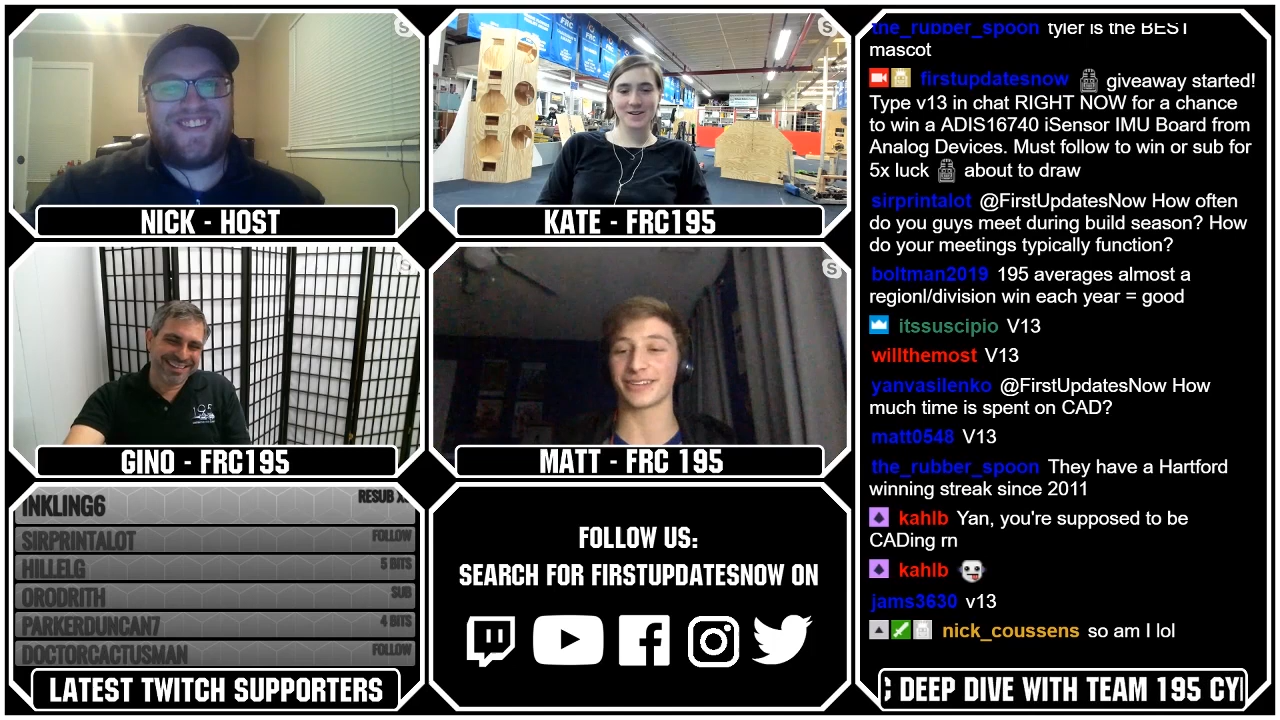 NICK - HOST
FRC
KATE - FRC195
195
GINO - FRC195
MATT - FRC 195
INKLING6 RESUB
SIRPRINTALOT FOLLOW
HILLELG 5 BITS
ORODRITH SUB
PARKERDUNCAN7 4 BITS
DOCTORCACTUSMAN FOLLOW
LATEST TWITCH SUPPORTERS
FOLLOW US:
SEARCH FOR FIRSTUPDATESNOW ON
the_rubber_spoon tyler is the BEST
mascot
firstupdatesnow giveaway started!
Type v13 in chat RIGHT NOW for a chance
to win a ADIS16740 iSensor IMU Board from
Analog Devices. Must follow to win or sub for
5x luck about to draw
sirprintalot @FirstUpdatesNow How often
do you guys meet during build season? How
do your meetings typically function?
boltman2019 195 averages almost a
regionl/division win each year = good
itssuscipio V13
willthemost V13
yanvasilenko @FirstUpdatesNow How
much time is spent on CAD?
matt0548 V13
the_rubber_spoon They have a Hartford
winning streak since 2011
kahlb Yan, you're supposed to be
CADing rn
kahlb
jams3630 v13
nick_coussens so am I lol
DEEP DIVE WITH TEAM 195 CY